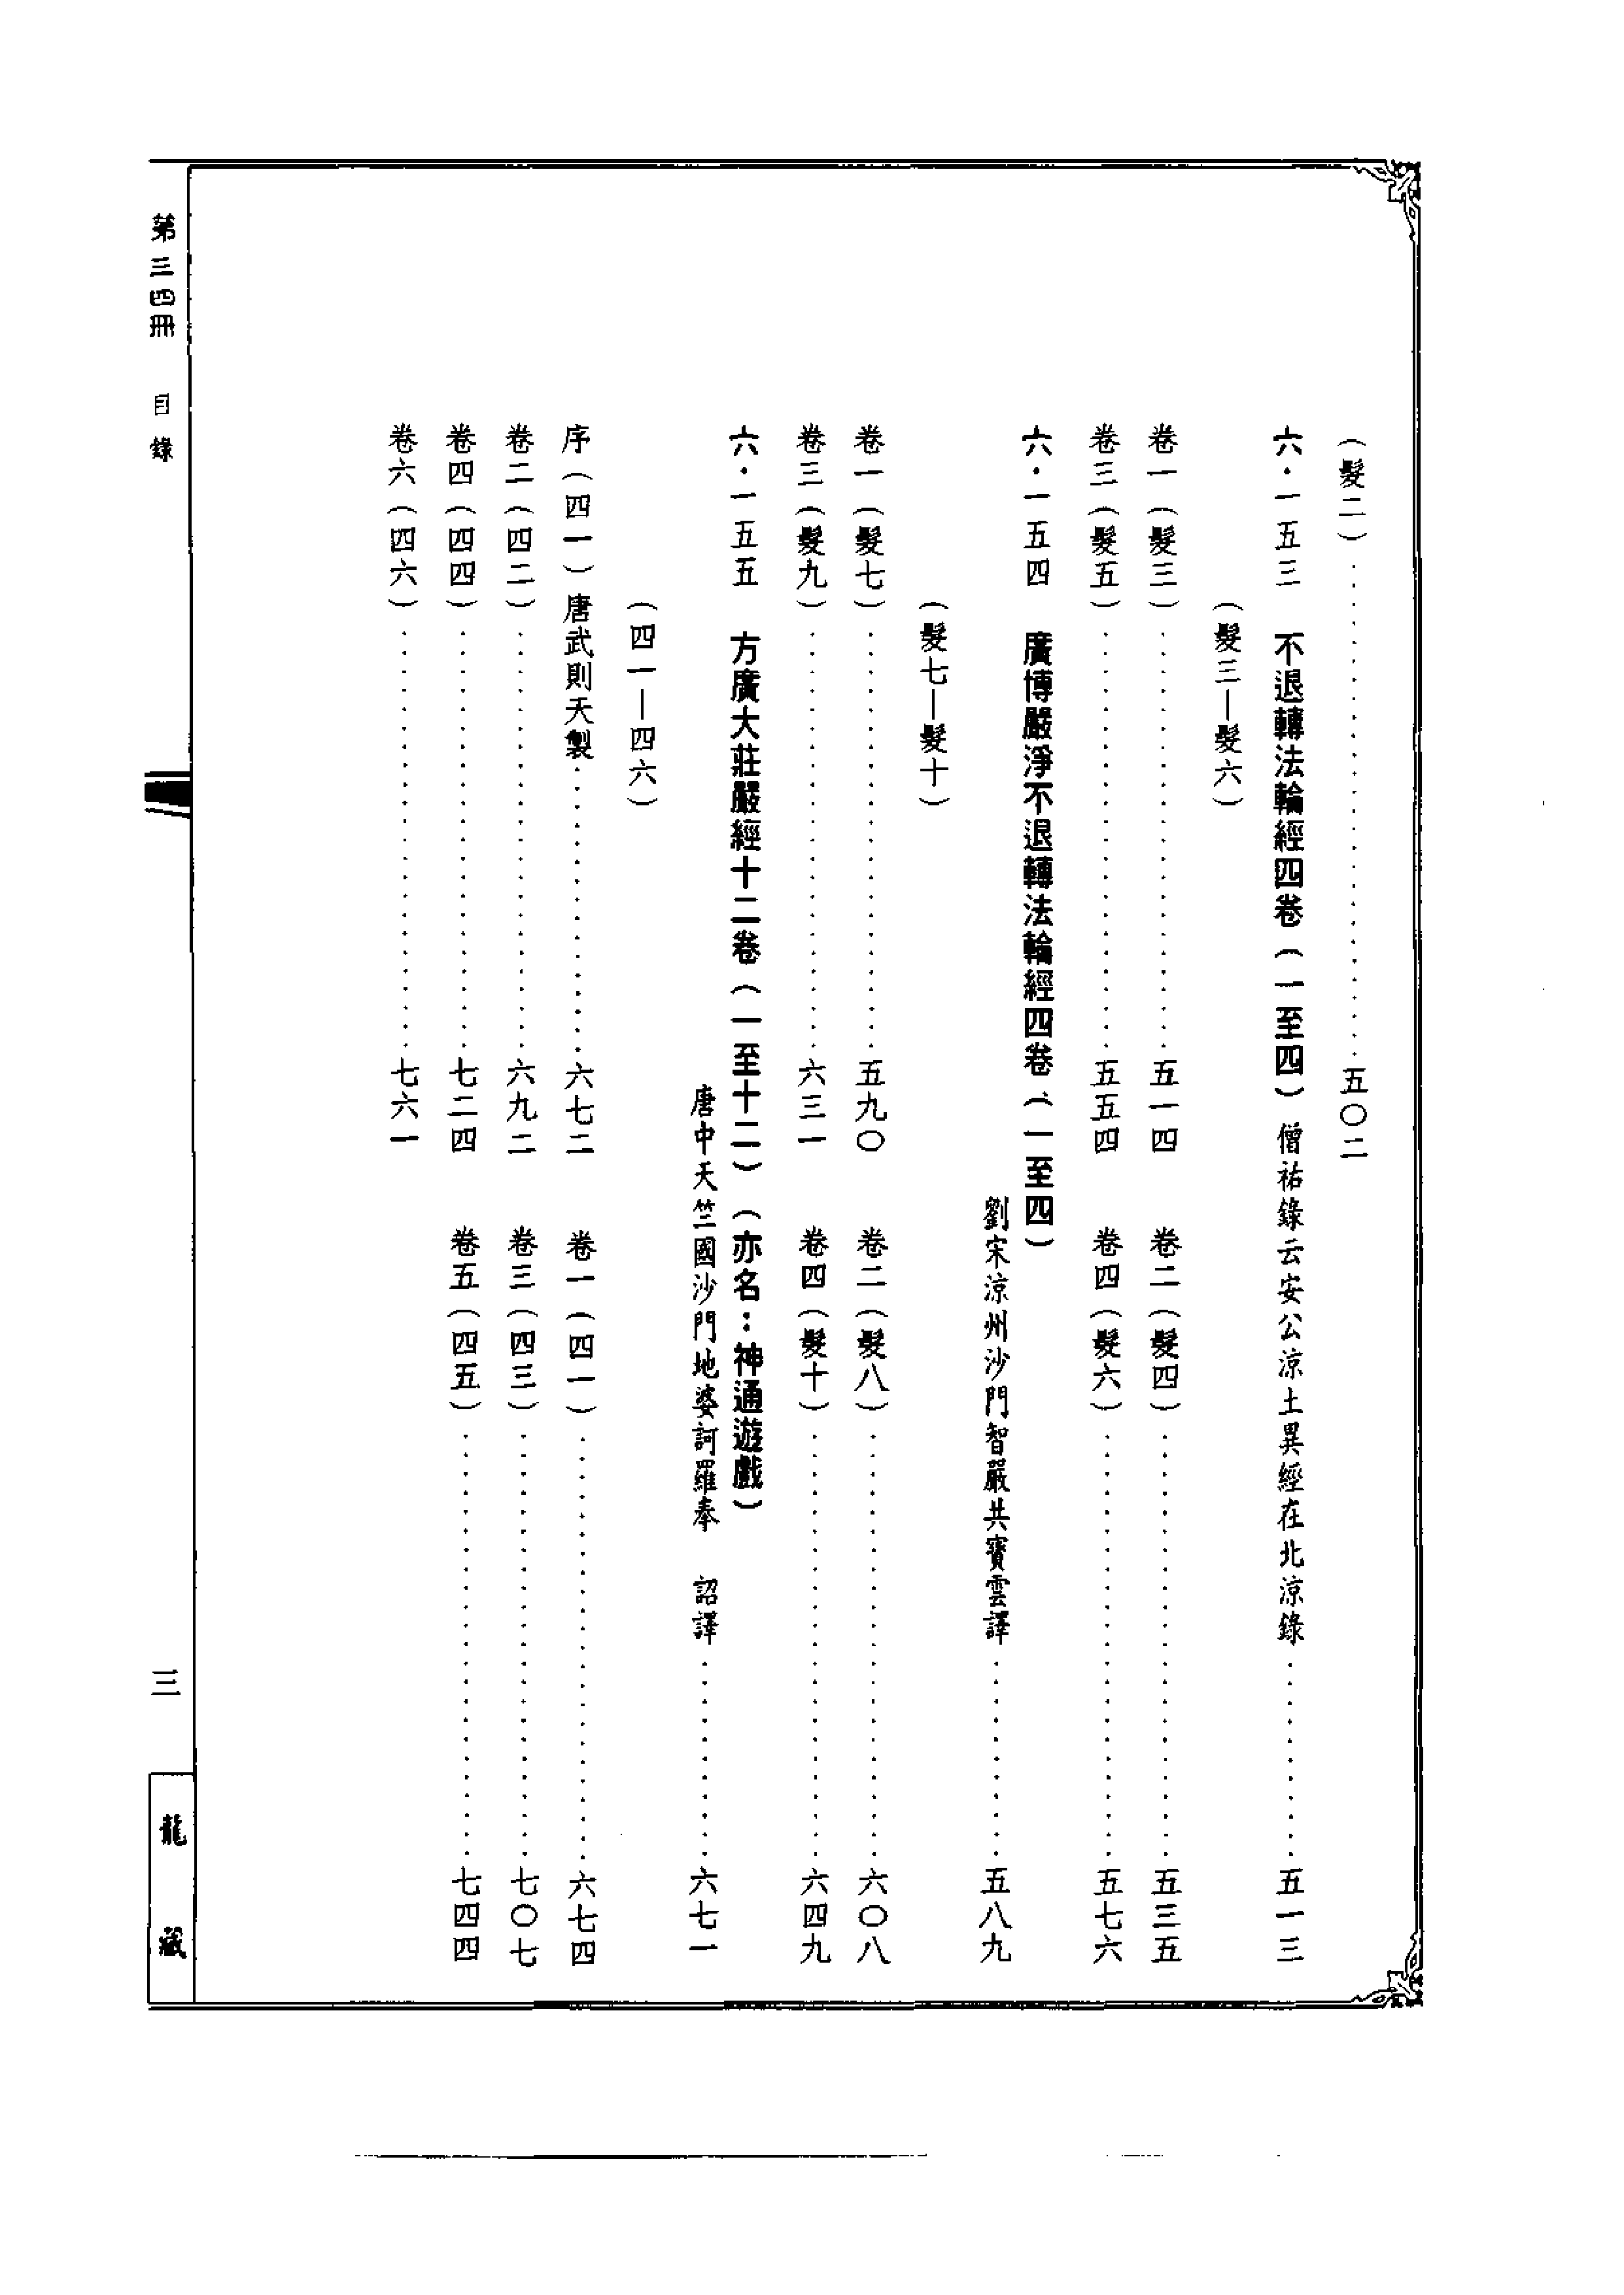 （髮二）……五〇二
六·一五三　不退轉法輪經四卷（一至四）僧祐錄云安公涼土異經在北涼錄……五一三
（髮三—髮六）
卷一（髮三）……五一四　卷二（髮四）……五三五
卷三（髮五）……五五四　卷四（髮六）……五七六
六·一五四　廣博嚴淨不退轉法輪經四卷（一至四）
劉宋涼州沙門智嚴共寶雲譯……五八九
（髮七—髮十）
卷一（髮七）……五九〇　卷二（髮八）……六〇八
卷三（髮九）……六三一　卷四（髮十）……六四九
六·一五五　方廣大莊嚴經十二卷（一至十二）（亦名：神通遊戲）
唐中天竺國沙門地婆訶羅奉　詔譯……六七一
（四一—四六）
序（四一）唐武則天製……六七二　卷一（四一）……六七四
卷二（四二）……六九二　卷三（四三）……七〇七
卷四（四四）……七二四　卷五（四五）……七四四
卷六（四六）……七六一
第三四冊　目錄　三　龍藏